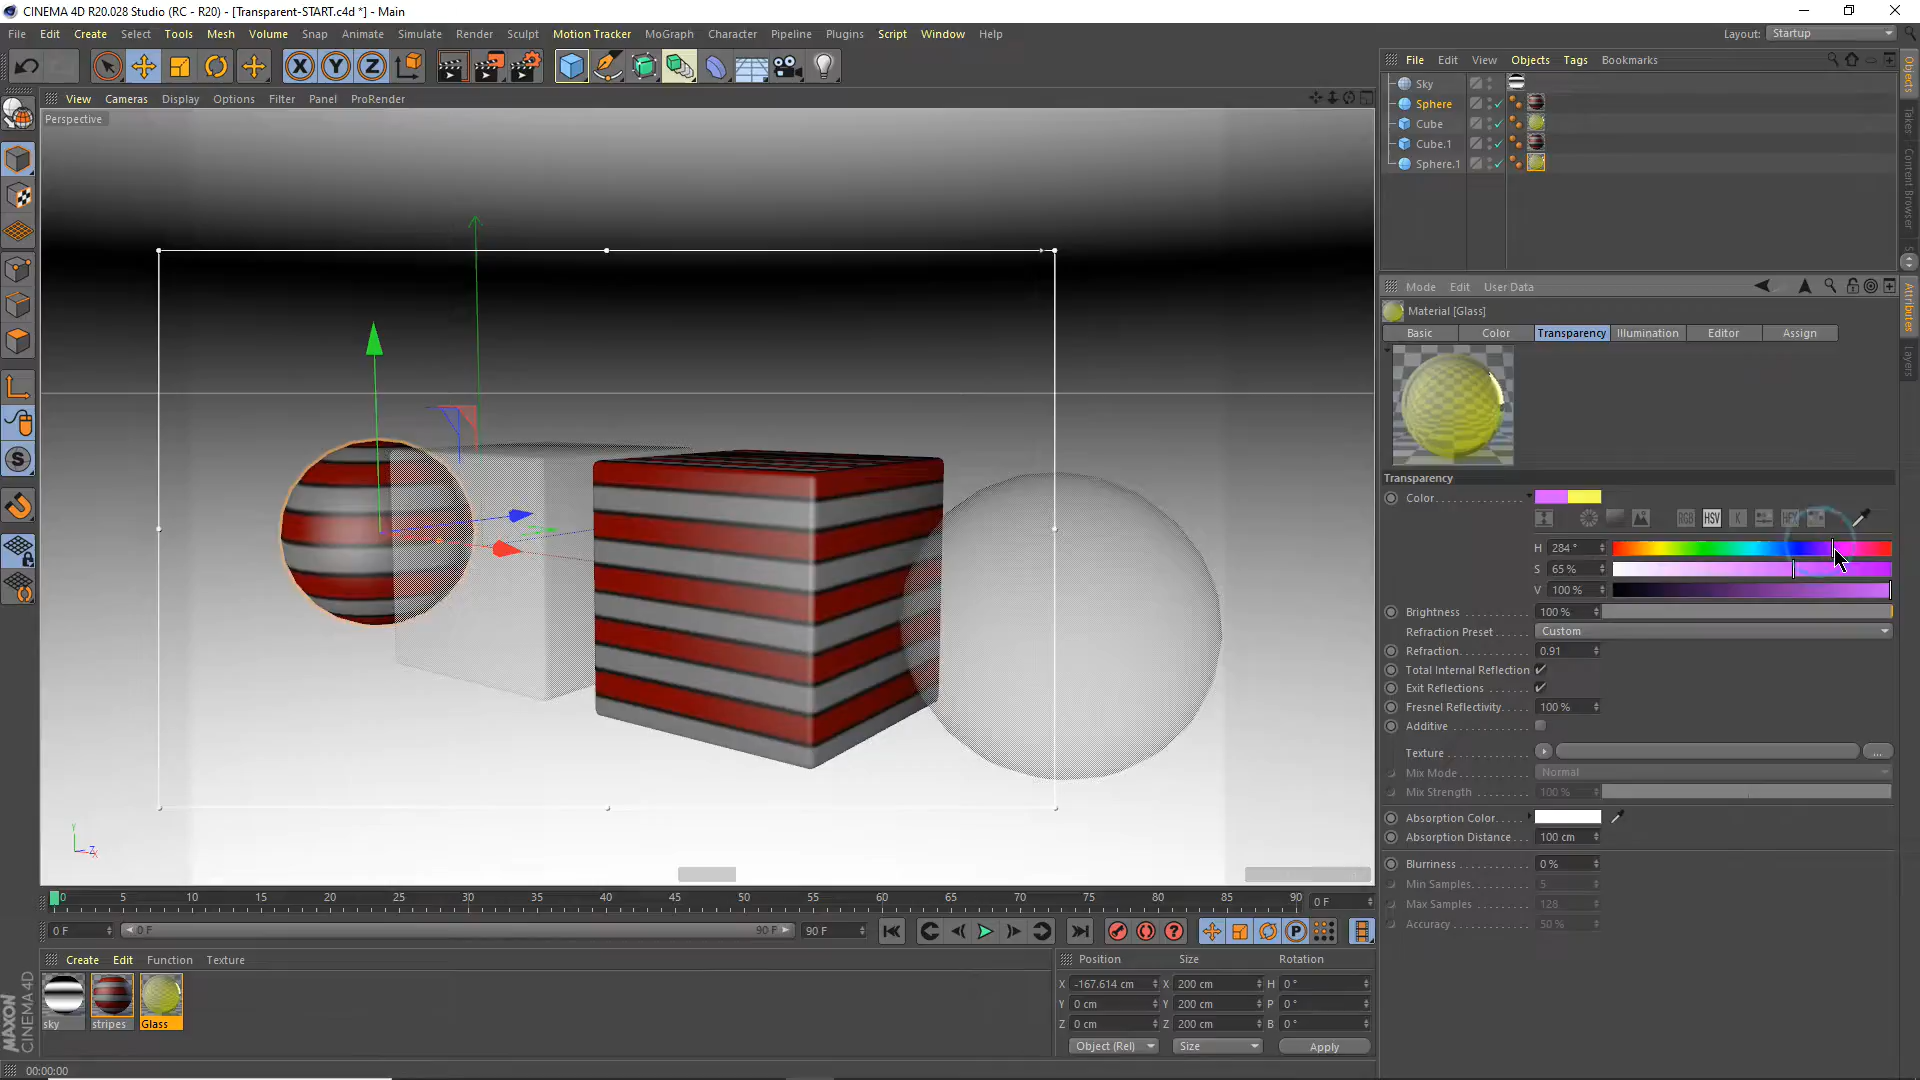 CINEMA 4D R20.028 Studio (RC - R20) - [Transparent-START.c4d *] - Main
File Edit Create Select Tools Mesh Volume Snap Animate Simulate Render Sculpt Motion Tracker MoGraph Character Pipeline Plugins Script Window Help
Layout: Startup
File Edit View Objects Tags Bookmarks
View Cameras Display Options Filter Panel ProRender
Perspective
Sky
Sphere
Cube
Cube.1
Sphere.1
Objects
Takes
Content Browser
Attributes
Layers
Mode Edit User Data
Material [Glass]
Basic Color Transparency Illumination Editor Assign
Transparency
Color
RGB HSV K
H 284 °
S 65 %
V 100 %
Brightness 100 %
Refraction Preset Custom
Refraction 0.91
Total Internal Reflection
Exit Reflections
Fresnel Reflectivity 100 %
Additive
Texture ...
Mix Mode Normal
Mix Strength 100 %
Absorption Color
Absorption Distance 100 cm
Blurriness 0 %
Min Samples 5
Max Samples 128
Accuracy 50 %
Y
Z
0 5 10 15 20 25 30 35 40 45 50 55 60 65 70 75 80 85 90 0 F
0 F 0 F 90 F 90 F
Create Edit Function Texture
sky stripes Glass
Position Size Rotation
X -167.614 cm X 200 cm H 0 °
Y 0 cm Y 200 cm P 0 °
Z 0 cm Z 200 cm B 0 °
Object (Rel) Size Apply
MAXON CINEMA 4D
00:00:00